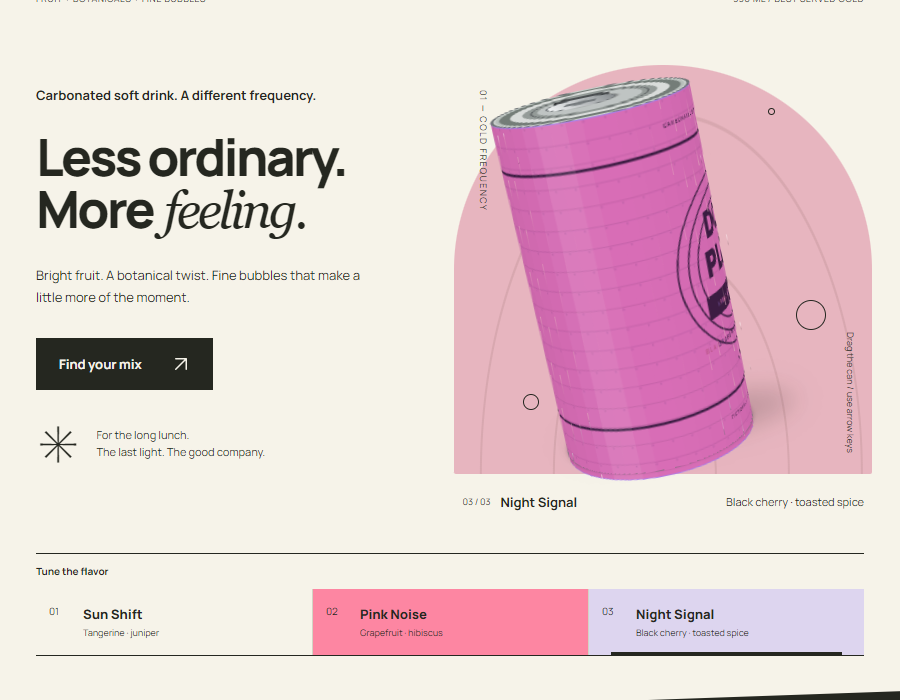 Carbonated soft drink. A different frequency.
01 — COLD FREQUENCY
Less ordinary.
More feeling.
Bright fruit. A botanical twist. Fine bubbles that make a
little more of the moment.
Find your mix
For the long lunch.
The last light. The good company.
Drag the can / use arrow keys
03 / 03 Night Signal
Black cherry · toasted spice
Tune the flavor
01 Sun Shift
Tangerine · juniper
02 Pink Noise
Grapefruit · hibiscus
03 Night Signal
Black cherry · toasted spice